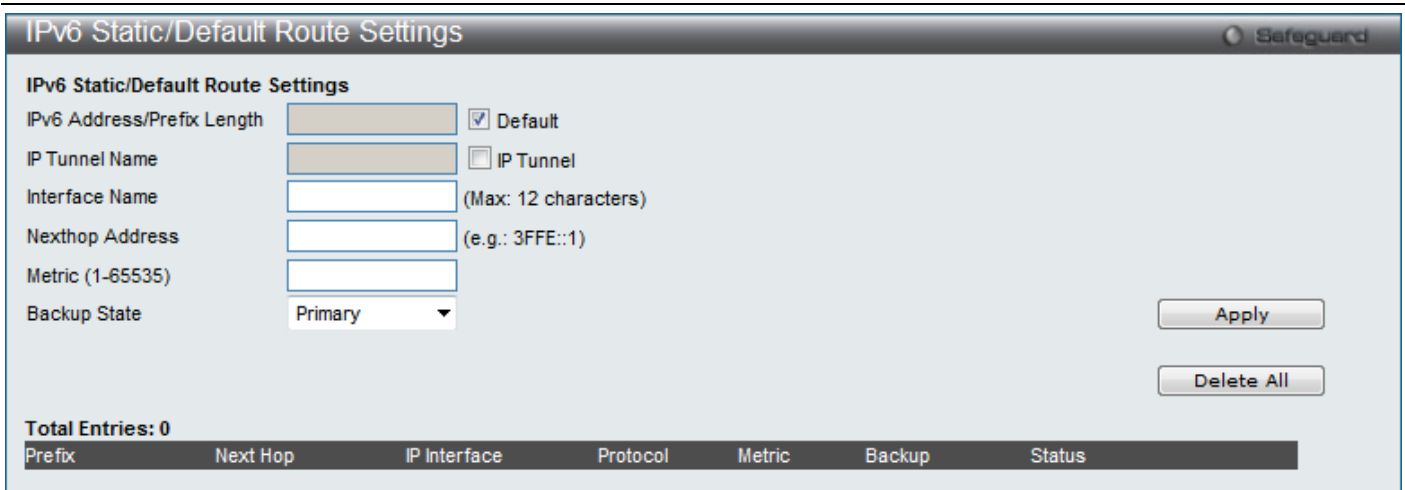 IPv6 Static/Default Route Settings
Safeguard
IPv6 Static/Default Route Settings
IPv6 Address/Prefix Length Default
IP Tunnel Name IP Tunnel
Interface Name (Max: 12 characters)
Nexthop Address (e.g.: 3FFE::1)
Metric (1-65535)
Backup State Primary Apply
Delete All
Total Entries: 0
Prefix Next Hop IP Interface Protocol Metric Backup Status